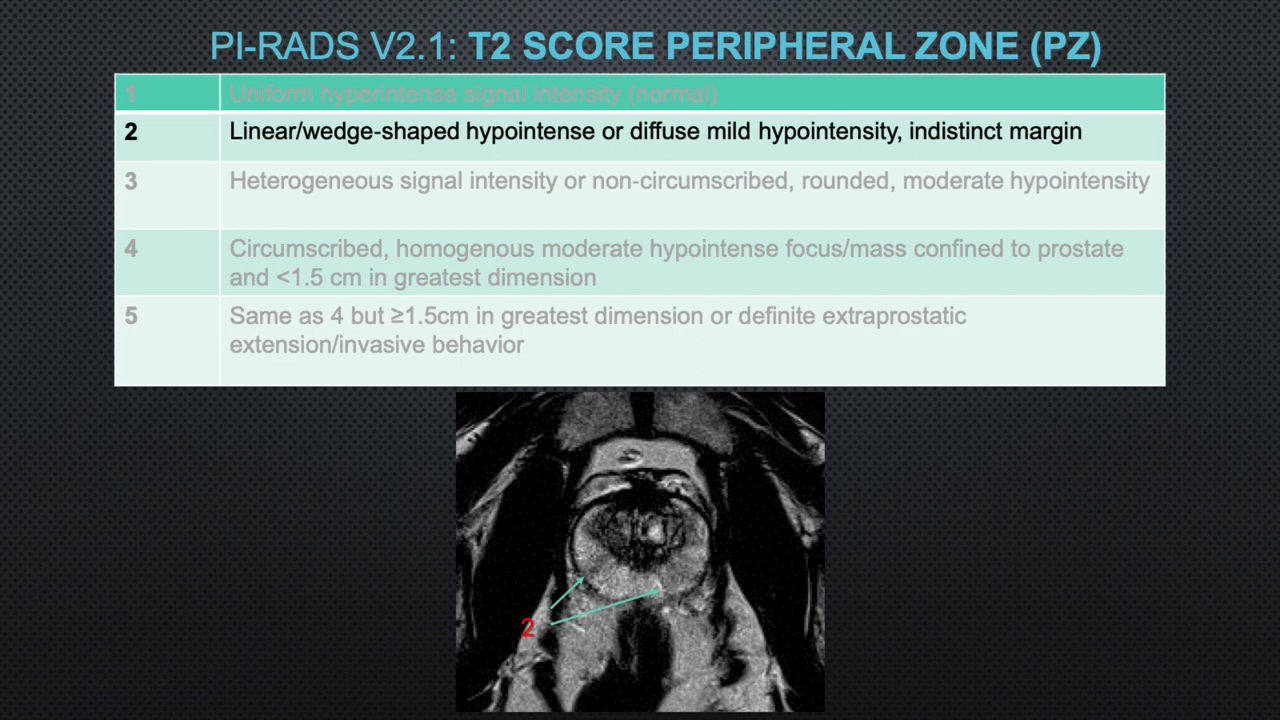 PI-RADS V2.1: T2 SCORE PERIPHERAL ZONE (PZ)
1 Uniform hyperintense signal intensity (normal)
2 Linear/wedge-shaped hypointense or diffuse mild hypointensity, indistinct margin
3 Heterogeneous signal intensity or non-circumscribed, rounded, moderate hypointensity
4 Circumscribed, homogenous moderate hypointense focus/mass confined to prostate
and <1.5 cm in greatest dimension
5 Same as 4 but ≥1.5cm in greatest dimension or definite extraprostatic
extension/invasive behavior
2